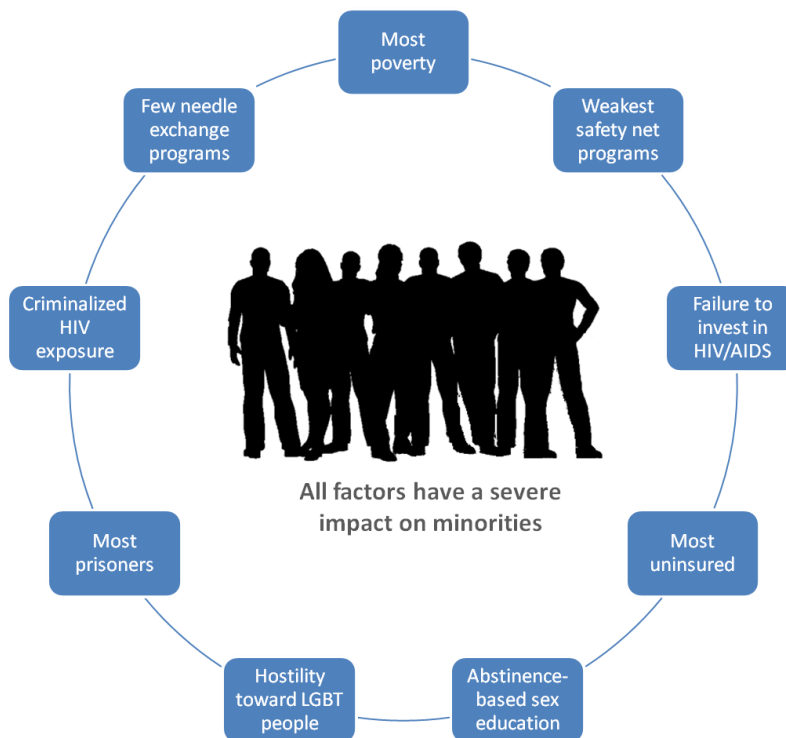 Most
poverty
Weakest
safety net
programs
Failure to
invest in
HIV/AIDS
Most
uninsured
Abstinence-
based sex
education
Hostility
toward LGBT
people
Most
prisoners
Criminalized
HIV
exposure
Few needle
exchange
programs
All factors have a severe
impact on minorities